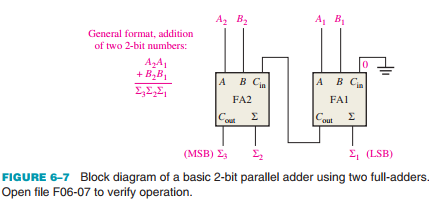 A₂ B₂ A₁ B₁
General format, addition
of two 2-bit numbers:
A₂A₁
+ B₂B₁
Σ₃Σ₂Σ₁
0
A B Cin
FA2
Cout Σ
A B Cin
FA1
Cout Σ
(MSB) Σ₃ Σ₂ Σ₁ (LSB)
FIGURE 6–7 Block diagram of a basic 2-bit parallel adder using two full-adders.
Open file F06-07 to verify operation.